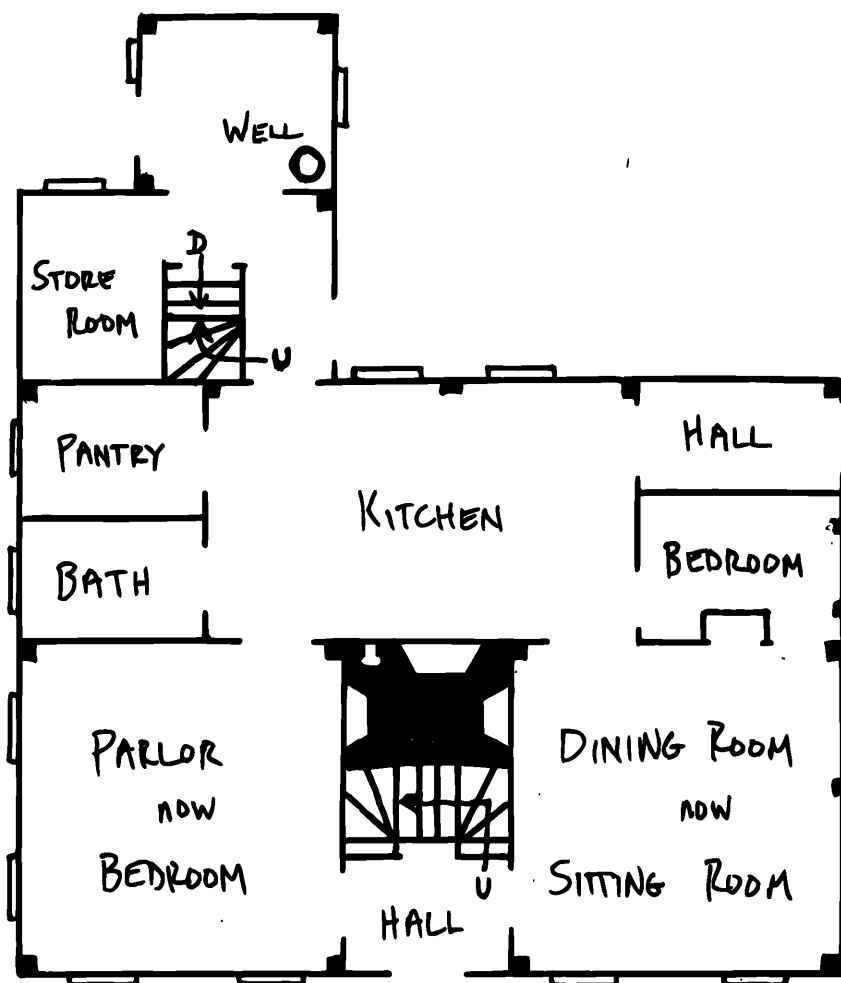 WELL
D
STORE
ROOM
U
PANTRY
HALL
KITCHEN
BATH
BEDROOM
PARLOR
NOW
BEDROOM
DINING ROOM
NOW
SITTING ROOM
U
HALL